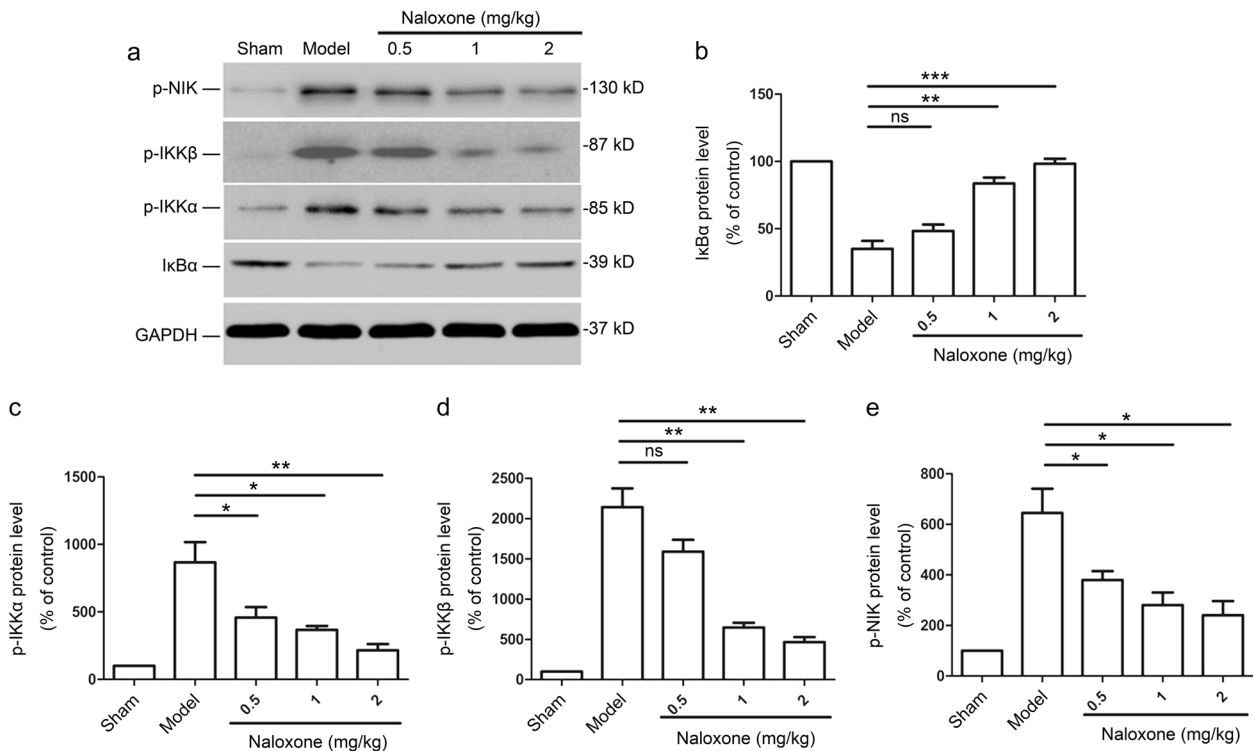 a
Naloxone (mg/kg)
Sham Model 0.5 1 2
p-NIK -130 kD
p-IKKβ -87 kD
p-IKKα -85 kD
IκBα -39 kD
GAPDH -37 kD
b
IκBα protein level
(% of control)
150
100
50
0
***
**
ns
Sham Model 0.5 1 2
Naloxone (mg/kg)
c
p-IKKα protein level
(% of control)
1500
1000
500
0
**
*
*
Sham Model 0.5 1 2
Naloxone (mg/kg)
d
p-IKKβ protein level
(% of control)
2500
2000
1500
1000
500
0
**
**
ns
Sham Model 0.5 1 2
Naloxone (mg/kg)
e
p-NIK protein level
(% of control)
800
600
400
200
0
*
*
*
Sham Model 0.5 1 2
Naloxone (mg/kg)